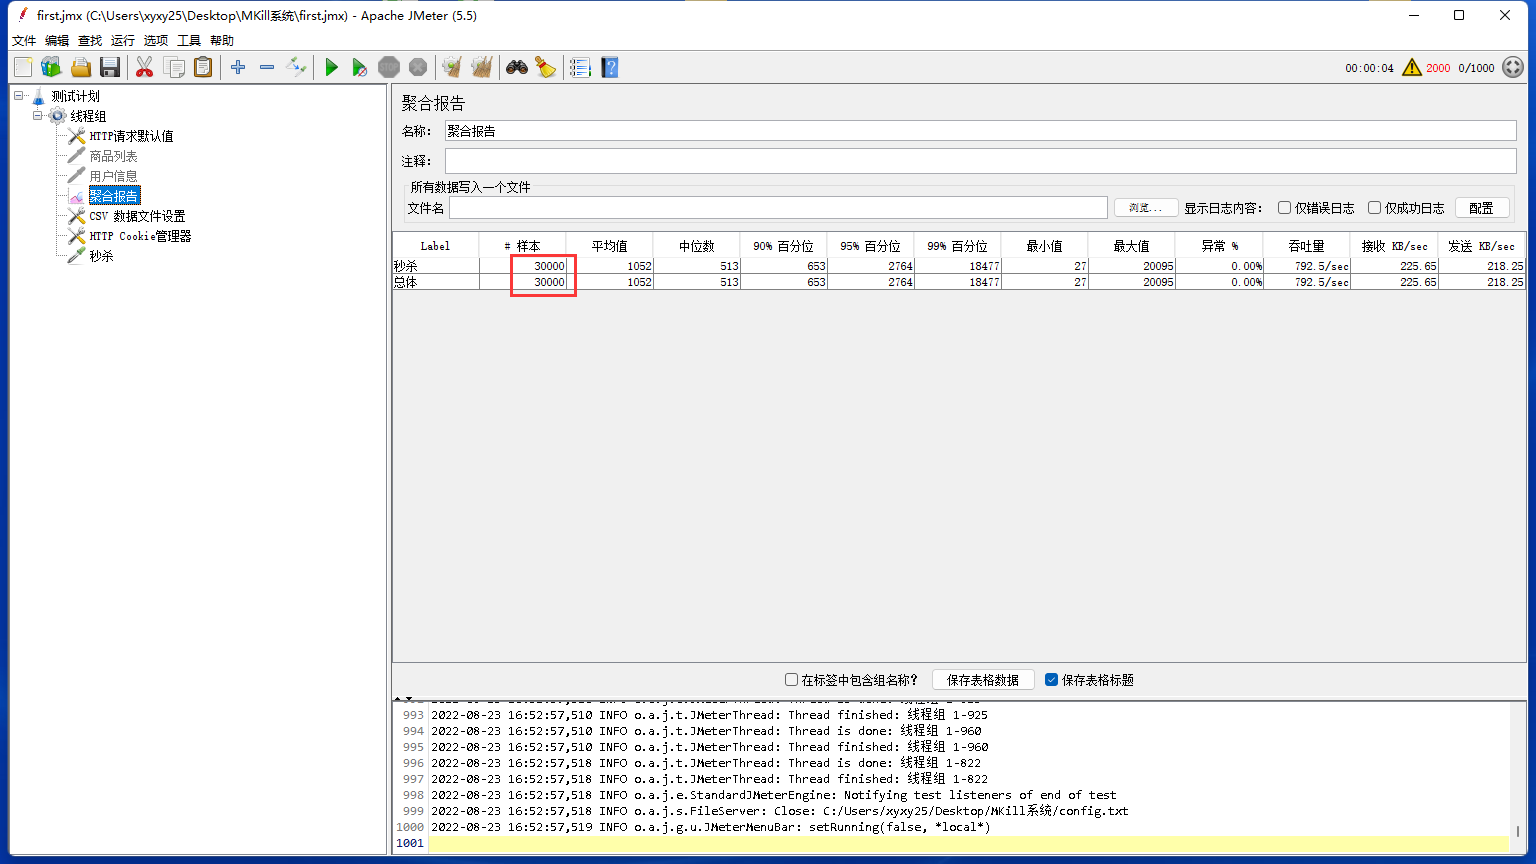 first.jmx (C:\Users\xyxy25\Desktop\MKill系统\first.jmx) - Apache JMeter (5.5)
文件 编辑 查找 运行 选项 工具 帮助
00:00:04 2000 0/1000
测试计划
线程组
HTTP请求默认值
商品列表
用户信息
聚合报告
CSV 数据文件设置
HTTP Cookie管理器
秒杀
聚合报告
名称: 聚合报告
注释:
所有数据写入一个文件
文件名 浏览... 显示日志内容: 仅错误日志 仅成功日志 配置
Label # 样本 平均值 中位数 90% 百分位 95% 百分位 99% 百分位 最小值 最大值 异常 % 吞吐量 接收 KB/sec 发送 KB/sec
秒杀 30000 1052 513 653 2764 18477 27 20095 0.00% 792.5/sec 225.65 218.25
总体 30000 1052 513 653 2764 18477 27 20095 0.00% 792.5/sec 225.65 218.25
在标签中包含组名称? 保存表格数据 保存表格标题
993 2022-08-23 16:52:57,510 INFO o.a.j.t.JMeterThread: Thread finished: 线程组 1-925
994 2022-08-23 16:52:57,510 INFO o.a.j.t.JMeterThread: Thread is done: 线程组 1-960
995 2022-08-23 16:52:57,510 INFO o.a.j.t.JMeterThread: Thread finished: 线程组 1-960
996 2022-08-23 16:52:57,518 INFO o.a.j.t.JMeterThread: Thread is done: 线程组 1-822
997 2022-08-23 16:52:57,518 INFO o.a.j.t.JMeterThread: Thread finished: 线程组 1-822
998 2022-08-23 16:52:57,518 INFO o.a.j.e.StandardJMeterEngine: Notifying test listeners of end of test
999 2022-08-23 16:52:57,518 INFO o.a.j.s.FileServer: Close: C:/Users/xyxy25/Desktop/MKill系统/config.txt
1000 2022-08-23 16:52:57,519 INFO o.a.j.g.u.JMeterMenuBar: setRunning(false, *local*)
1001